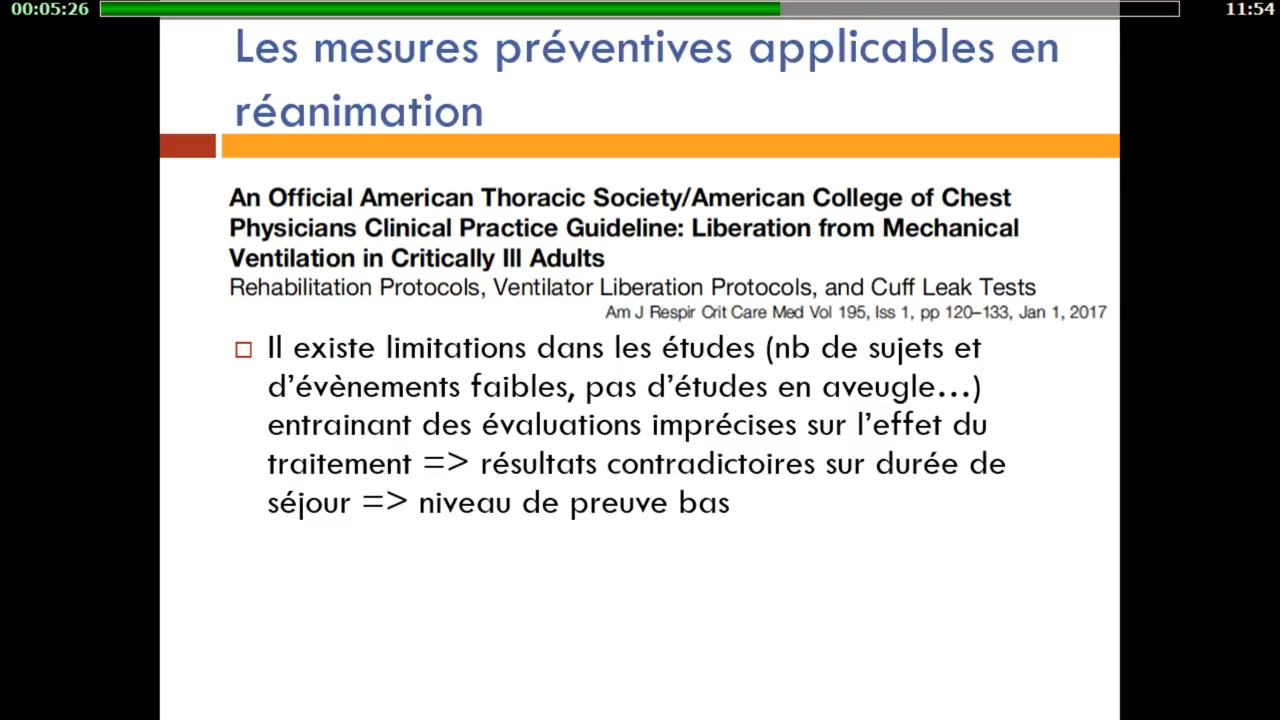 00:05:26
11:54
Les mesures préventives applicables en
réanimation
An Official American Thoracic Society/American College of Chest
Physicians Clinical Practice Guideline: Liberation from Mechanical
Ventilation in Critically Ill Adults
Rehabilitation Protocols, Ventilator Liberation Protocols, and Cuff Leak Tests
Am J Respir Crit Care Med Vol 195, Iss 1, pp 120–133, Jan 1, 2017
Il existe limitations dans les études (nb de sujets et
d'évènements faibles, pas d'études en aveugle…)
entrainant des évaluations imprécises sur l'effet du
traitement => résultats contradictoires sur durée de
séjour => niveau de preuve bas